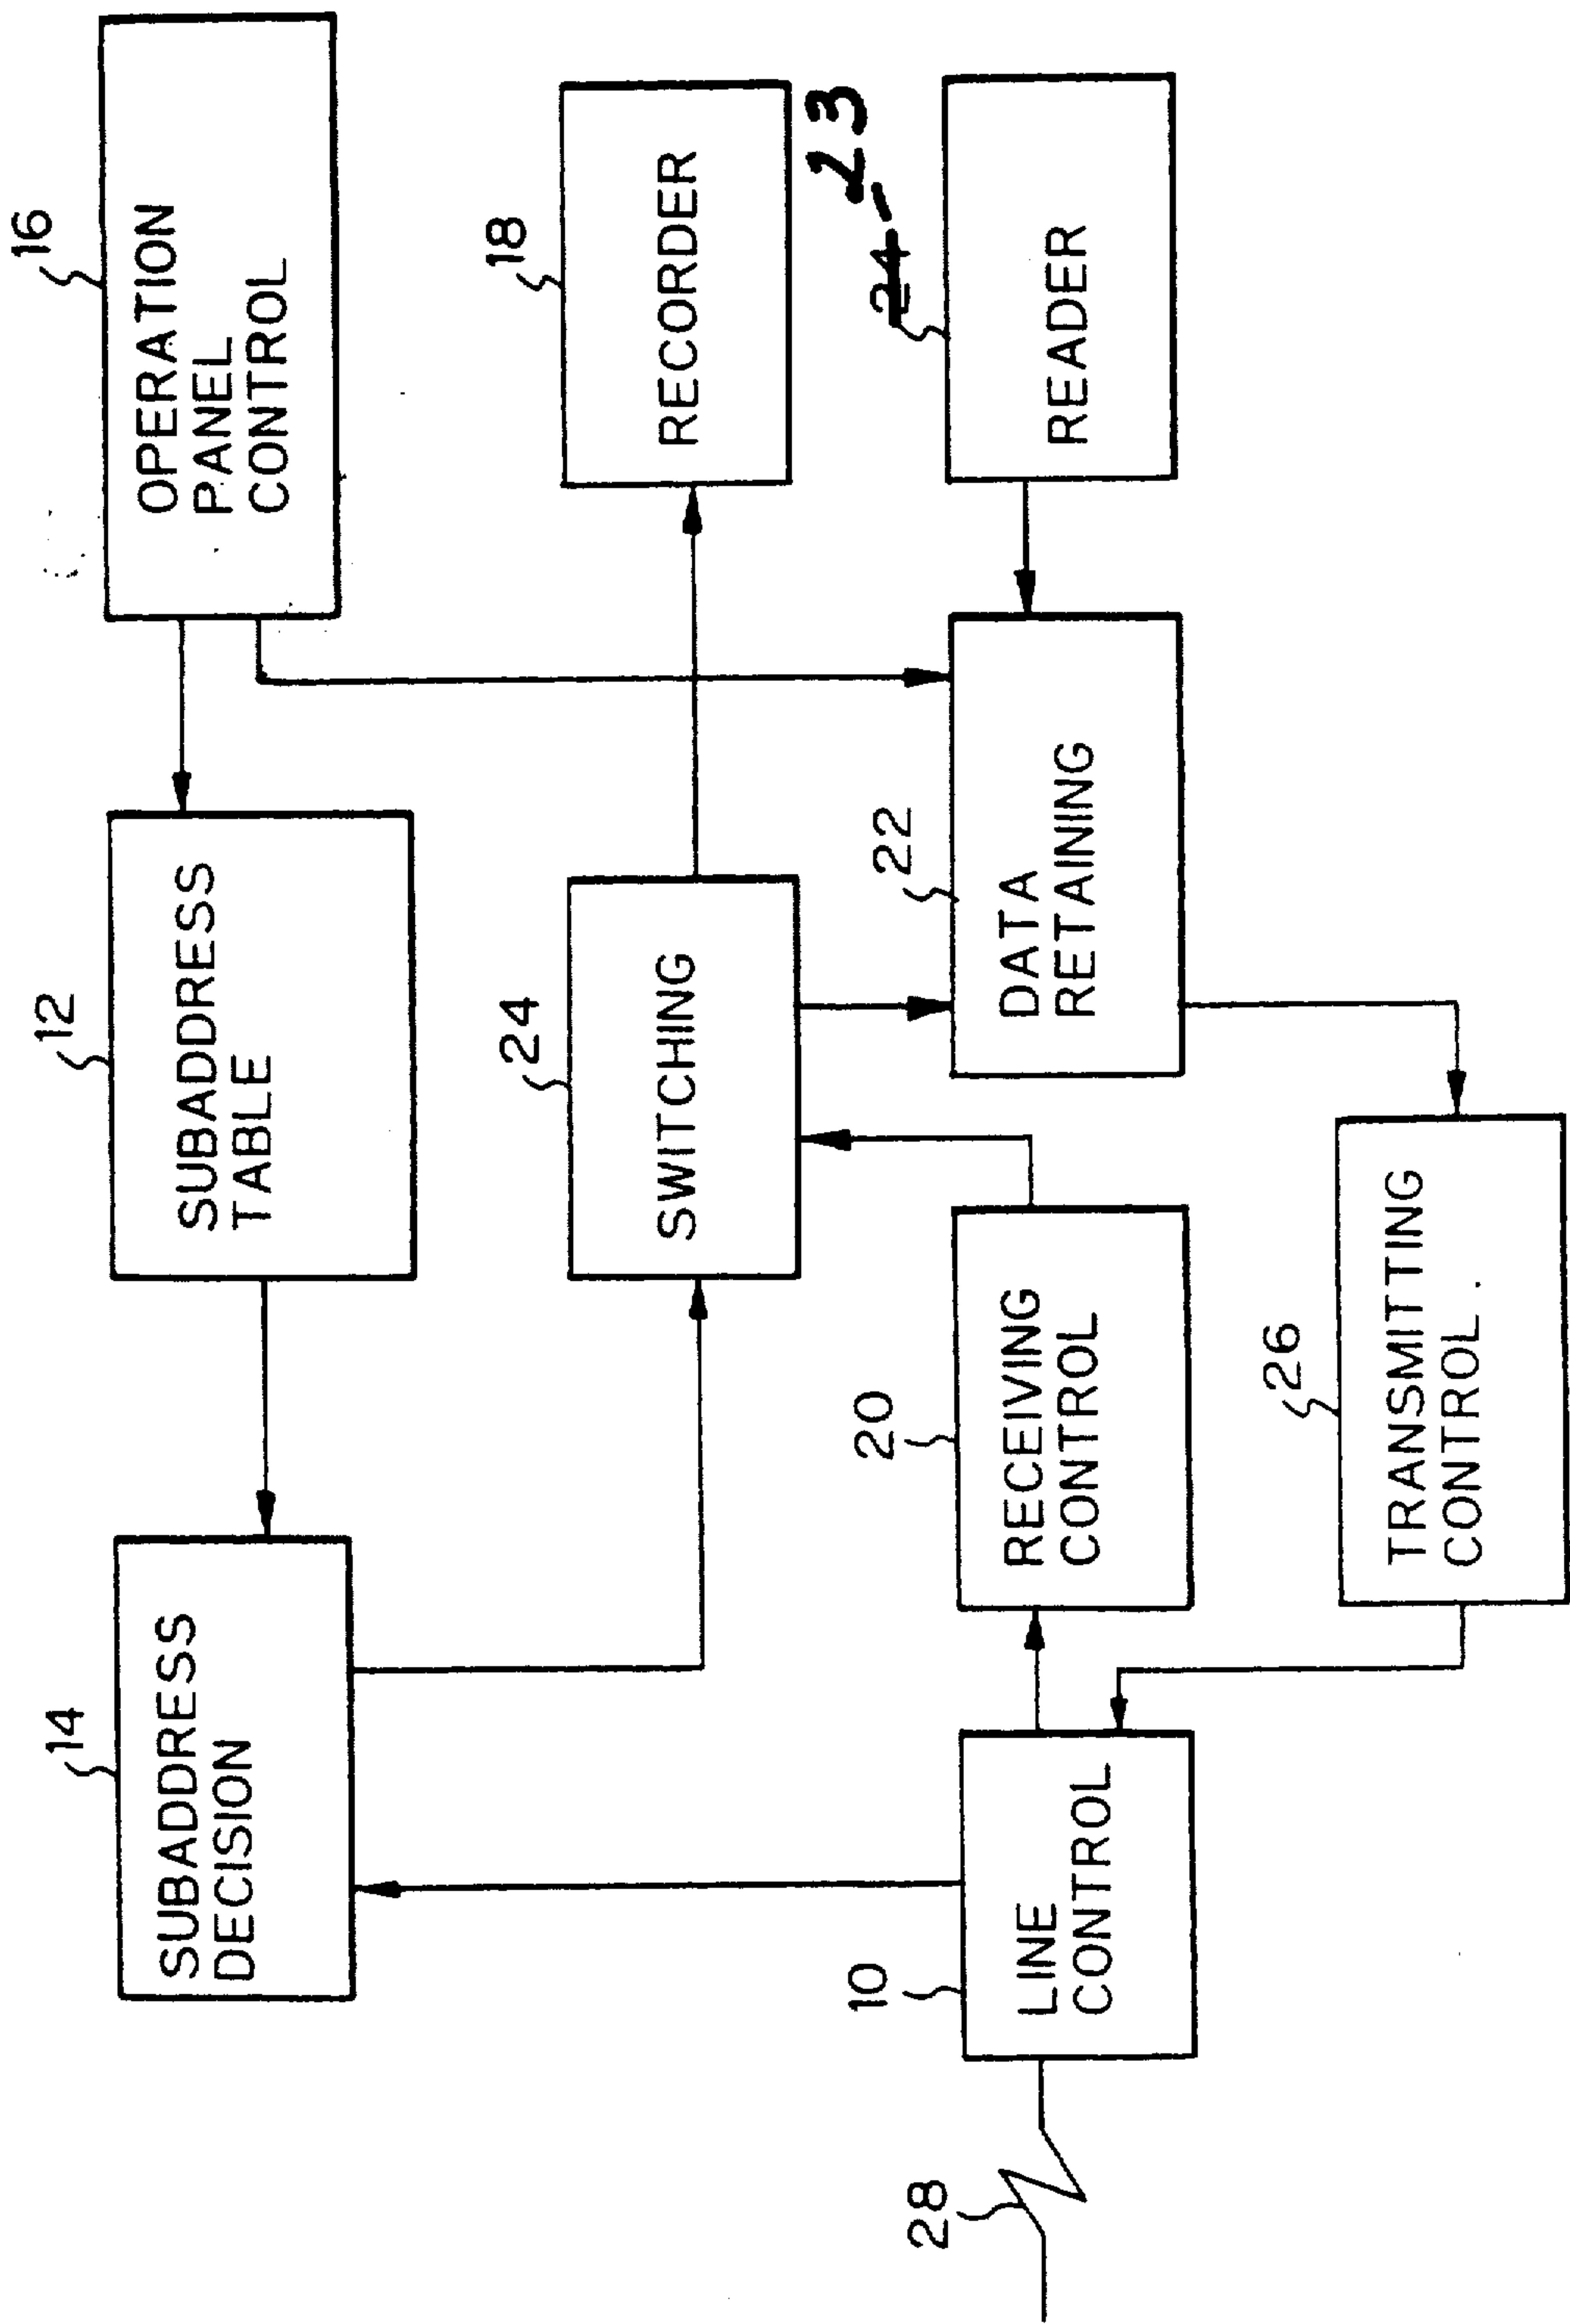 14
SUBADDRESS
DECISION
12
SUBADDRESS
TABLE
16
OPERATION
PANEL
CONTROL
24
SWITCHING
18
RECORDER
28
10
LINE
CONTROL
20
RECEIVING
CONTROL
22
DATA
RETAINING
24 23
READER
26
TRANSMITTING
CONTROL.